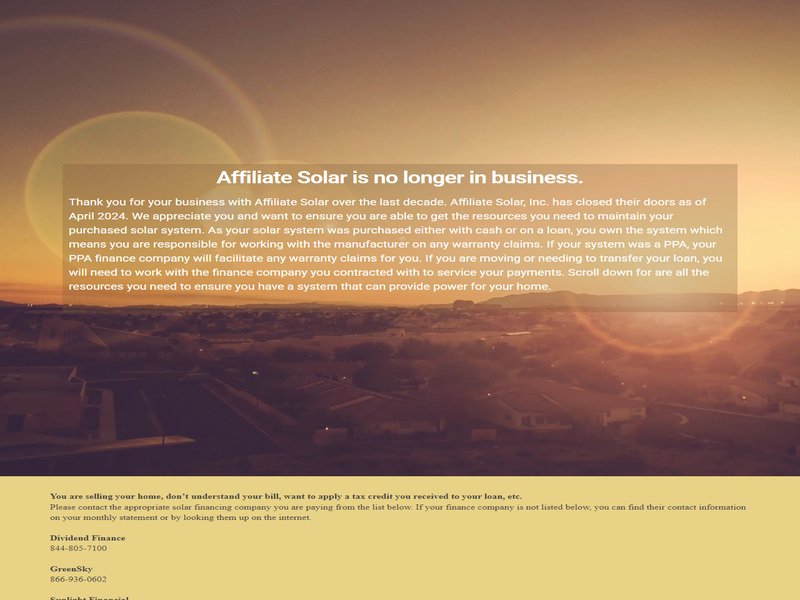 Affiliate Solar is no longer in business.
Thank you for your business with Affiliate Solar over the last decade. Affiliate Solar, Inc. has closed their doors as of
April 2024. We appreciate you and want to ensure you are able to get the resources you need to maintain your
purchased solar system. As your solar system was purchased either with cash or on a loan, you own the system which
means you are responsible for working with the manufacturer on any warranty claims. If your system was a PPA, your
PPA finance company will facilitate any warranty claims for you. If you are moving or needing to transfer your loan, you
will need to work with the finance company you contracted with to service your payments. Scroll down for are all the
resources you need to ensure you have a system that can provide power for your home.
You are selling your home, don't understand your bill, want to apply a tax credit you received to your loan, etc.
Please contact the appropriate solar financing company you are paying from the list below. If your finance company is not listed below, you can find their contact information
on your monthly statement or by looking them up on the internet.
Dividend Finance
844-805-7100
GreenSky
866-936-0602
Sunlight Financial